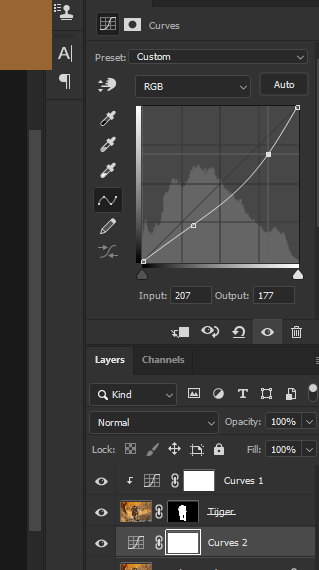 Curves
A|
¶
Preset: Custom
RGB Auto
Input: 207 Output: 177
Layers Channels
Kind T
Normal Opacity: 100%
Lock: Fill: 100%
Curves 1
Tijger
Curves 2